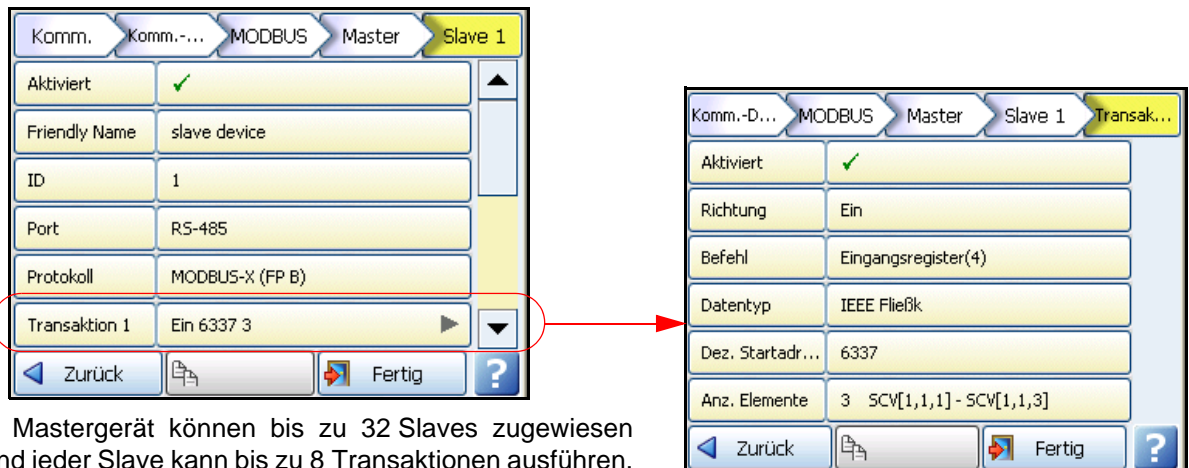 Komm. Komm.-... MODBUS Master Slave 1
Aktiviert
Friendly Name slave device
ID 1
Port RS-485
Protokoll MODBUS-X (FP B)
Transaktion 1 Ein 6337 3
Zurück Fertig ?
Mastergerät können bis zu 32 Slaves zugewiesen
nd jeder Slave kann bis zu 8 Transaktionen ausführen.
Komm.-D... MODBUS Master Slave 1 Transak...
Aktiviert
Richtung Ein
Befehl Eingangsregister(4)
Datentyp IEEE Fließk
Dez. Startadr... 6337
Anz. Elemente 3 SCV[1,1,1] - SCV[1,1,3]
Zurück Fertig ?